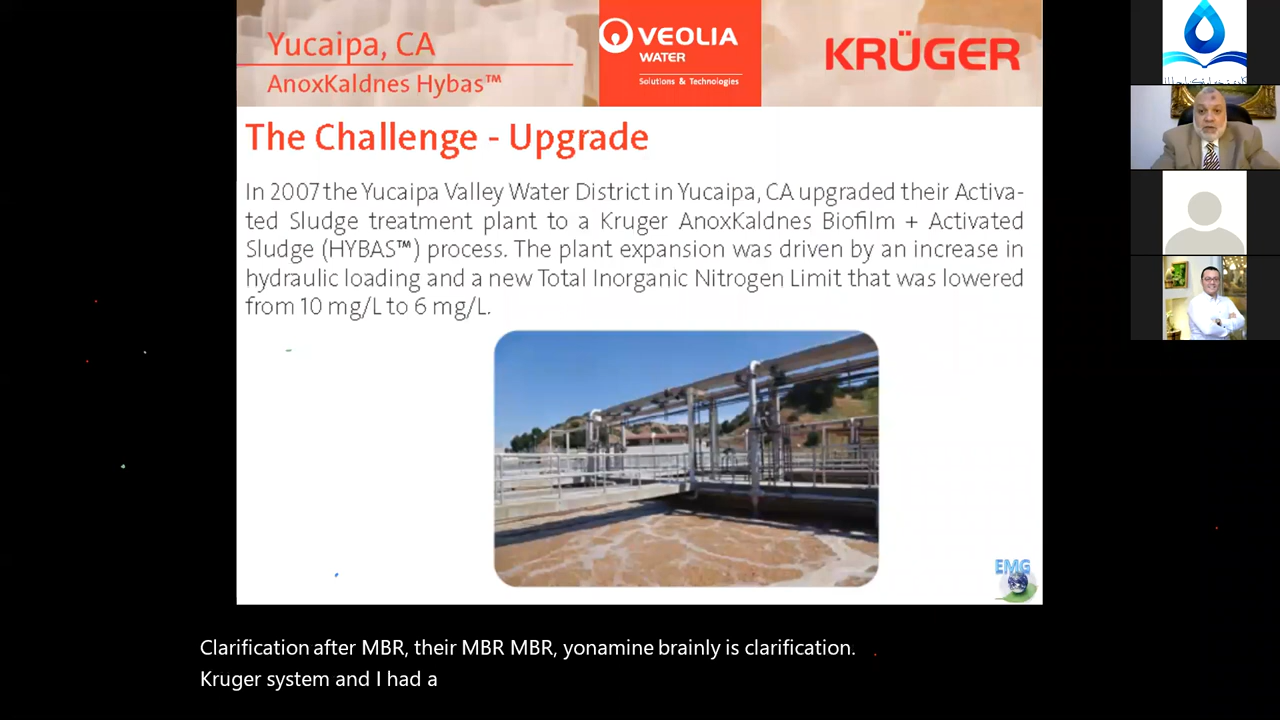 Yucaipa, CA
AnoxKaldnes Hybas™
VEOLIA
WATER
Solutions & Technologies
KRÜGER
The Challenge - Upgrade
In 2007 the Yucaipa Valley Water District in Yucaipa, CA upgraded their Activa-
ted Sludge treatment plant to a Kruger AnoxKaldnes Biofilm + Activated
Sludge (HYBAS™) process. The plant expansion was driven by an increase in
hydraulic loading and a new Total Inorganic Nitrogen Limit that was lowered
from 10 mg/L to 6 mg/L.
EMG
Clarification after MBR, their MBR MBR, yonamine brainly is clarification.
Kruger system and I had a